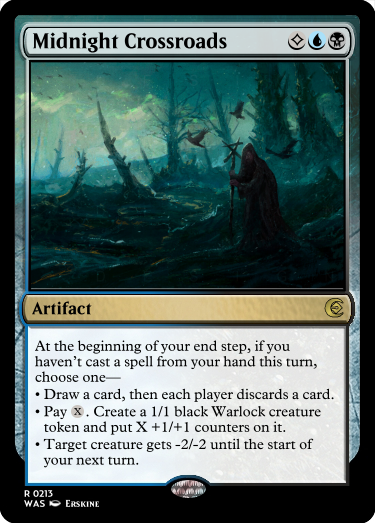 Midnight Crossroads
Artifact
At the beginning of your end step, if you
haven't cast a spell from your hand this turn,
choose one—
• Draw a card, then each player discards a card.
• Pay X. Create a 1/1 black Warlock creature
token and put X +1/+1 counters on it.
• Target creature gets -2/-2 until the start of
your next turn.
R 0213
WAS Erskine